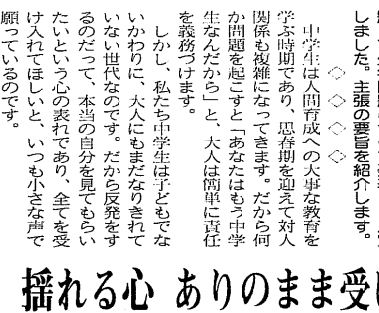 しました。主張の要旨を紹介します。
◇　◇　◇
中学生は人間育成への大事な教育を
学ぶ時期であり、思春期を迎えて対人
関係も複雑になってきます。だから何
か問題を起こすと「あなたはもう中学
生なんだから」と、大人は簡単に責任
を義務づけます。
しかし、私たち中学生は子どもでな
いかわりに、大人にもまだなりきれて
いない世代なのです。だから反発をす
るのだって、本当の自分を見てもらい
たいという心の表れであり、全てを受
け入れてほしいと、いつも小さな声で
願っているのです。
揺れる心 ありのまま受